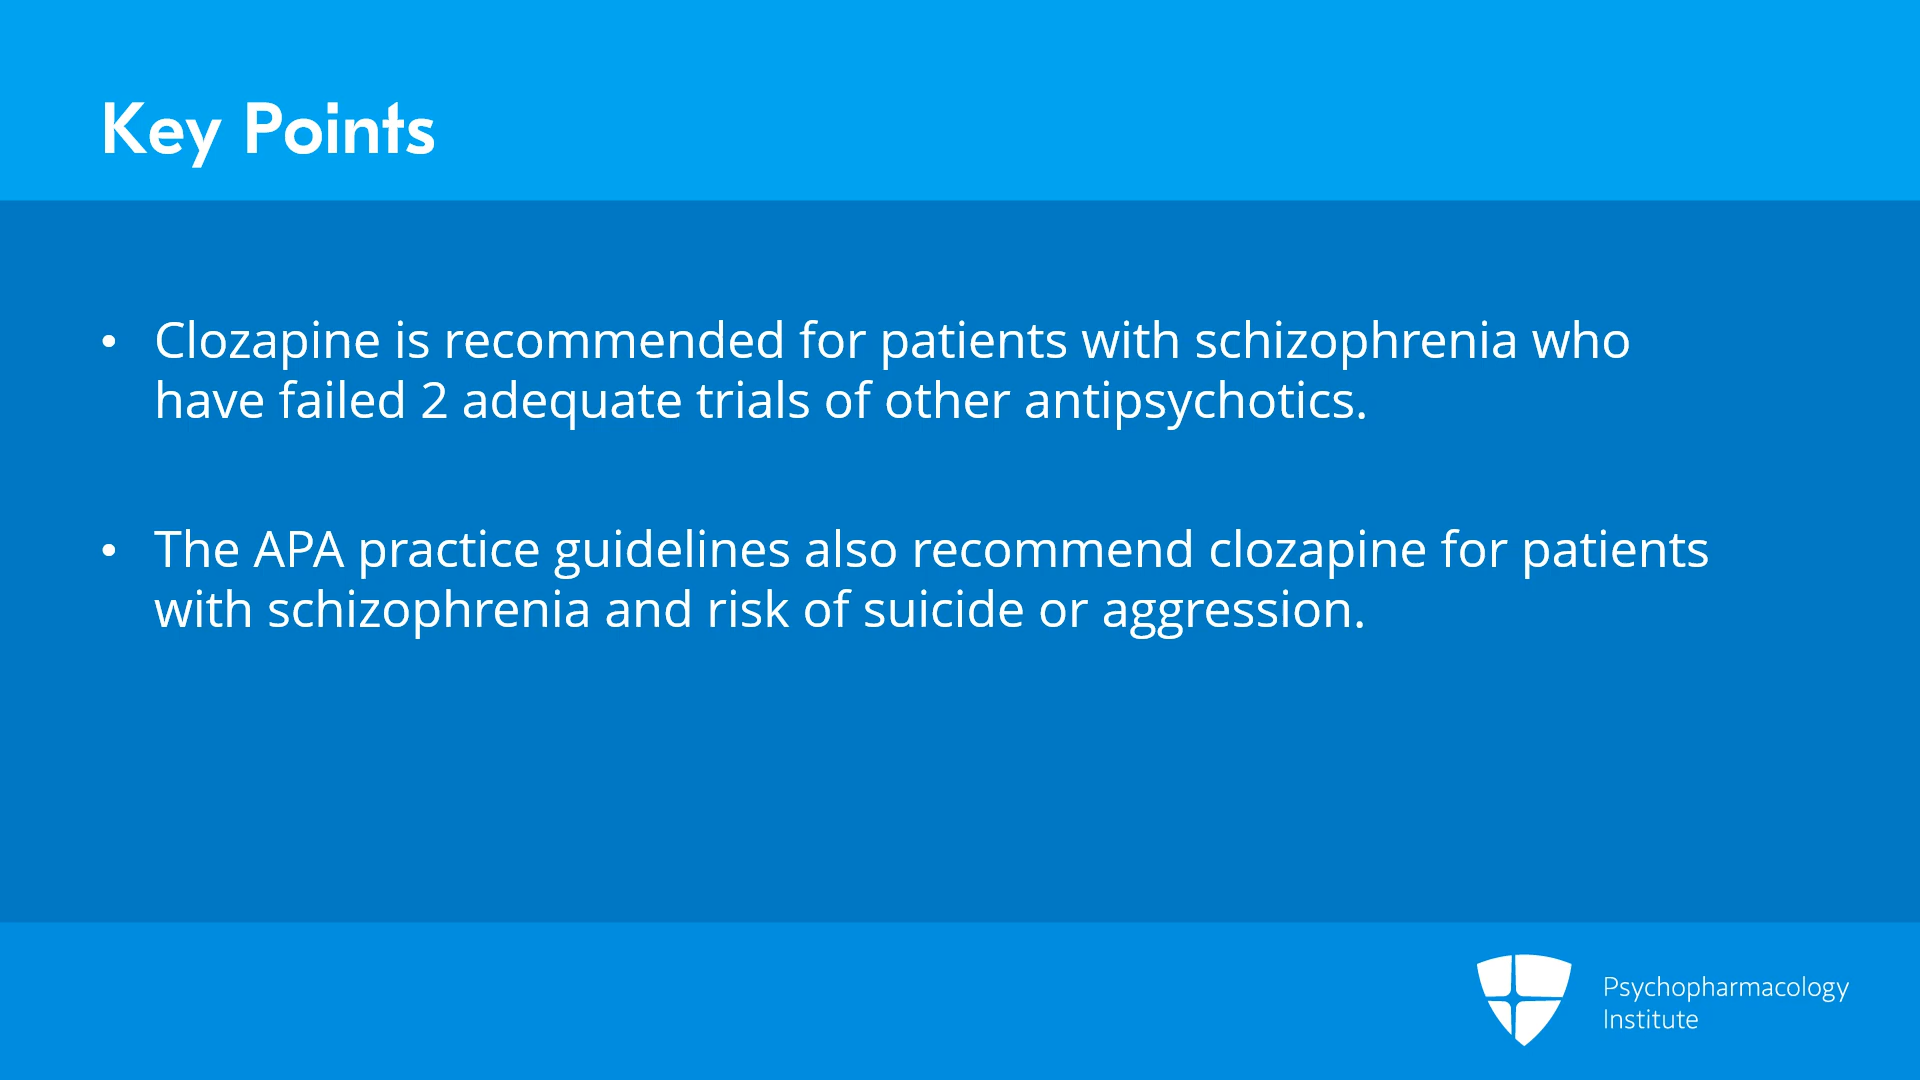 Key Points
• Clozapine is recommended for patients with schizophrenia who
have failed 2 adequate trials of other antipsychotics.
• The APA practice guidelines also recommend clozapine for patients
with schizophrenia and risk of suicide or aggression.
Psychopharmacology
Institute